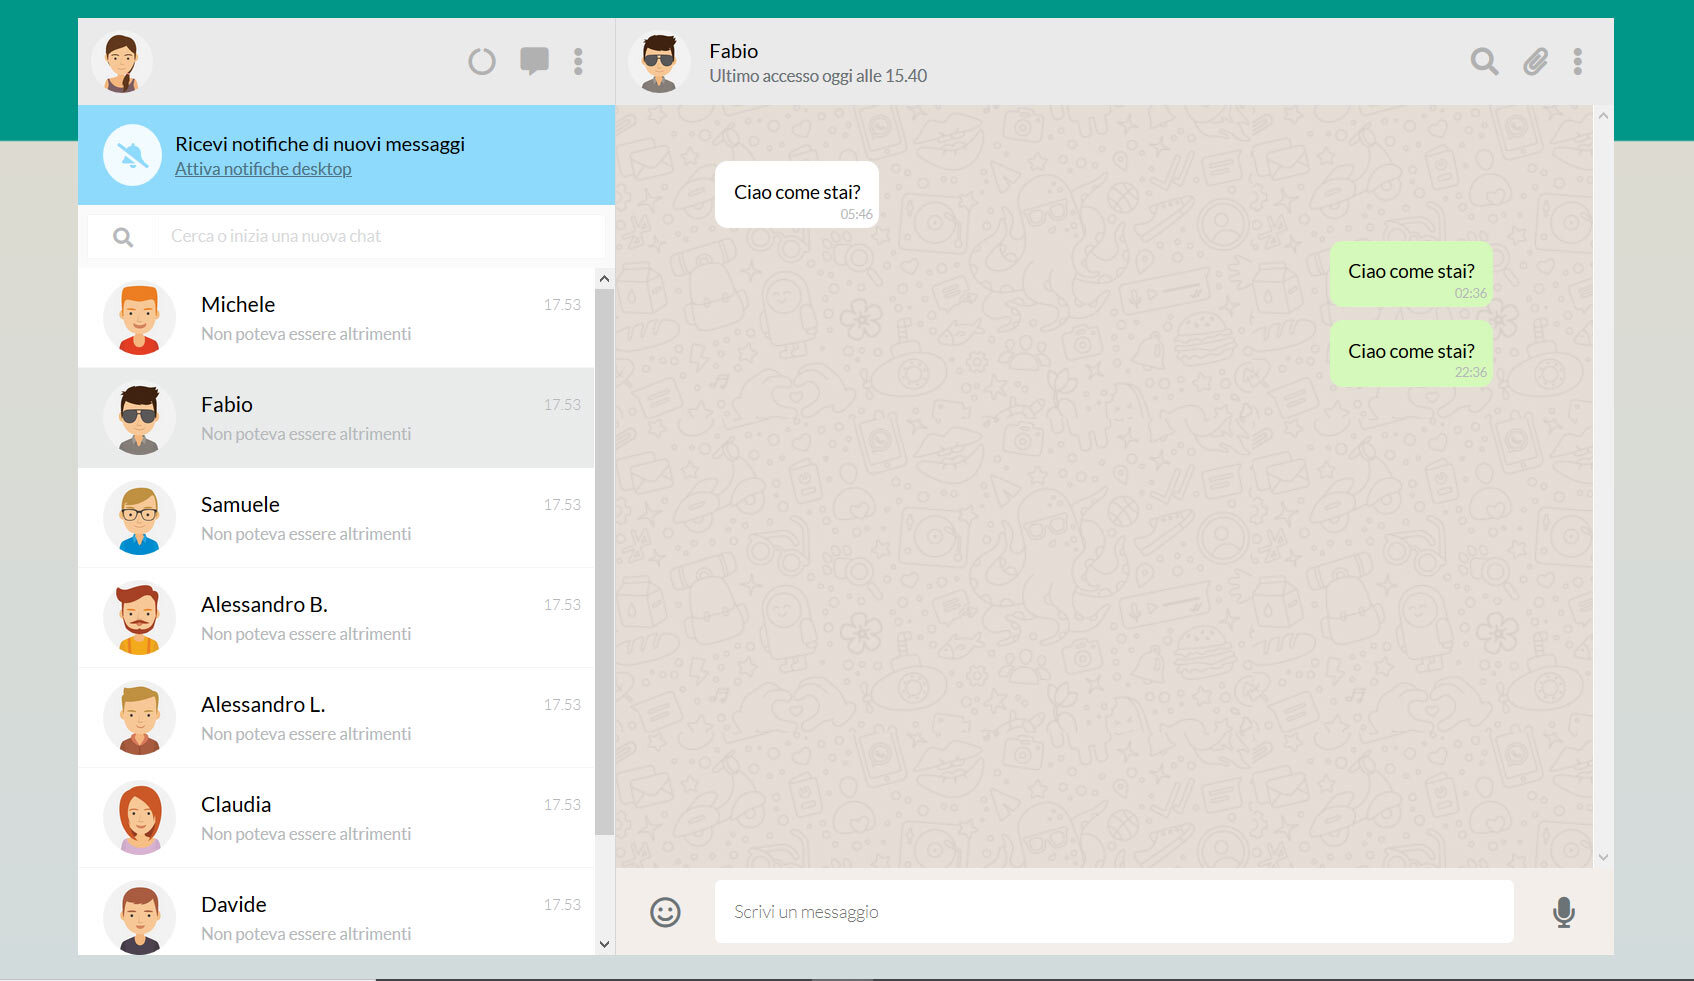 Ricevi notifiche di nuovi messaggi
Attiva notifiche desktop
Cerca o inizia una nuova chat
Michele 17.53
Non poteva essere altrimenti
Fabio 17.53
Non poteva essere altrimenti
Samuele 17.53
Non poteva essere altrimenti
Alessandro B. 17.53
Non poteva essere altrimenti
Alessandro L. 17.53
Non poteva essere altrimenti
Claudia 17.53
Non poteva essere altrimenti
Davide 17.53
Non poteva essere altrimenti
Fabio
Ultimo accesso oggi alle 15.40
Ciao come stai?
05:46
Ciao come stai?
02:36
Ciao come stai?
22:36
Scrivi un messaggio